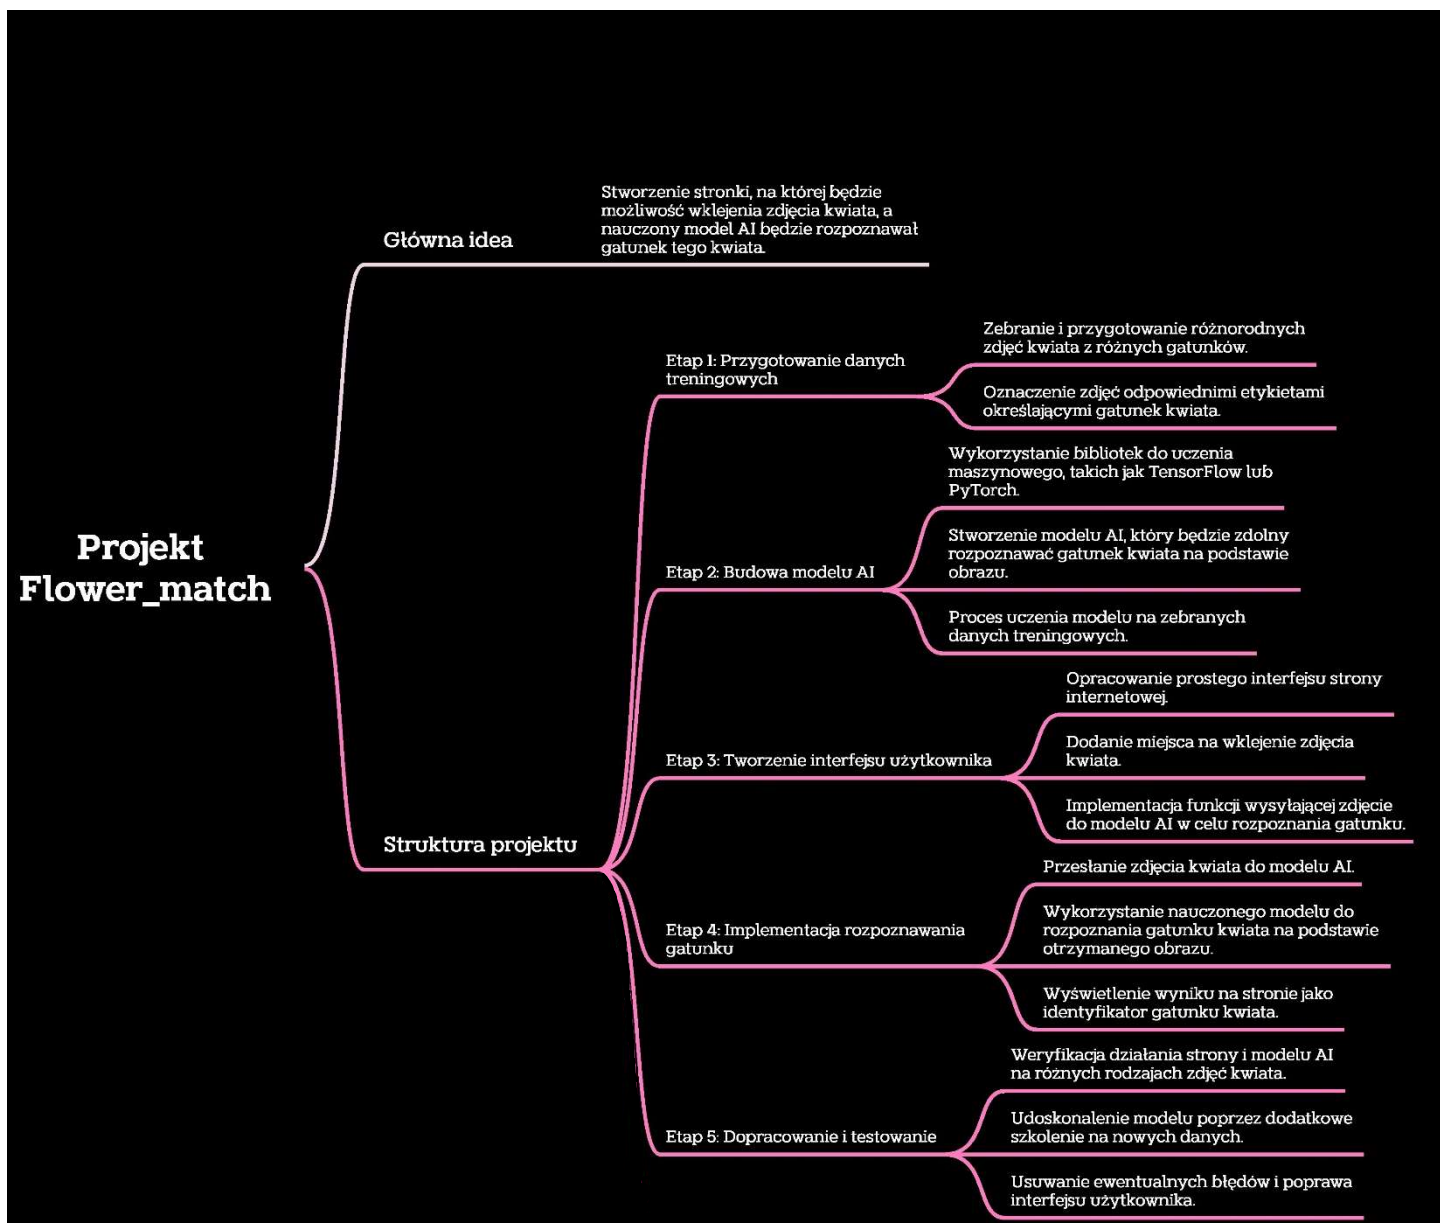 Projekt
Flower_match
Główna idea
Stworzenie stronki, na której będzie
możliwość wklejenia zdjęcia kwiata, a
nauczony model AI będzie rozpoznawał
gatunek tego kwiata.
Struktura projektu
Etap 1: Przygotowanie danych
treningowych
Zebranie i przygotowanie różnorodnych
zdjęć kwiata z różnych gatunków.
Oznaczenie zdjęć odpowiednimi etykietami
określającymi gatunek kwiata.
Etap 2: Budowa modelu AI
Wykorzystanie bibliotek do uczenia
maszynowego, takich jak TensorFlow lub
PyTorch.
Stworzenie modelu AI, który będzie zdolny
rozpoznawać gatunek kwiata na podstawie
obrazu.
Proces uczenia modelu na zebranych
danych treningowych.
Etap 3: Tworzenie interfejsu użytkownika
Opracowanie prostego interfejsu strony
internetowej.
Dodanie miejsca na wklejenie zdjęcia
kwiata.
Implementacja funkcji wysyłającej zdjęcie
do modelu AI w celu rozpoznania gatunku.
Etap 4: Implementacja rozpoznawania
gatunku
Przesłanie zdjęcia kwiata do modelu AI.
Wykorzystanie nauczonego modelu do
rozpoznania gatunku kwiata na podstawie
otrzymanego obrazu.
Wyświetlenie wyniku na stronie jako
identyfikator gatunku kwiata.
Etap 5: Dopracowanie i testowanie
Weryfikacja działania strony i modelu AI
na różnych rodzajach zdjęć kwiata.
Udoskonalenie modelu poprzez dodatkowe
szkolenie na nowych danych.
Usuwanie ewentualnych błędów i poprawa
interfejsu użytkownika.